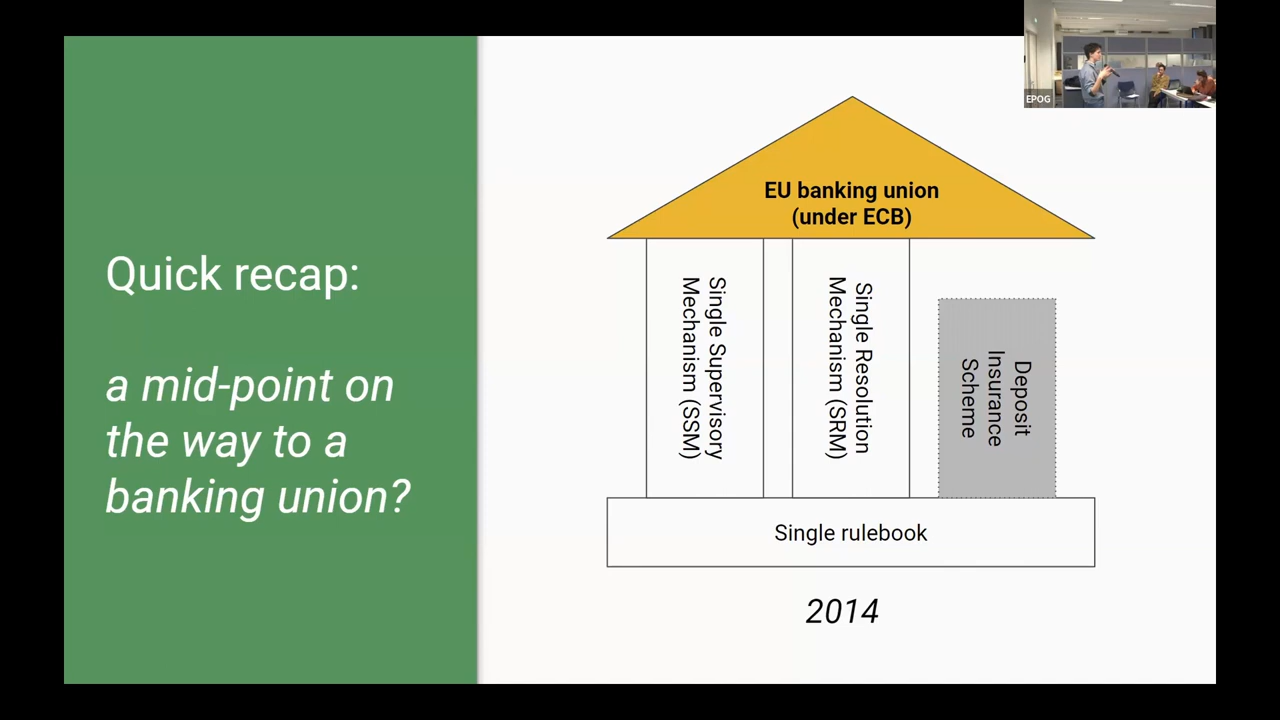 Quick recap:
a mid-point on
the way to a
banking union?
EU banking union
(under ECB)
Single Supervisory
Mechanism (SSM)
Single Resolution
Mechanism (SRM)
Deposit
Insurance
Scheme
Single rulebook
2014
EPOG